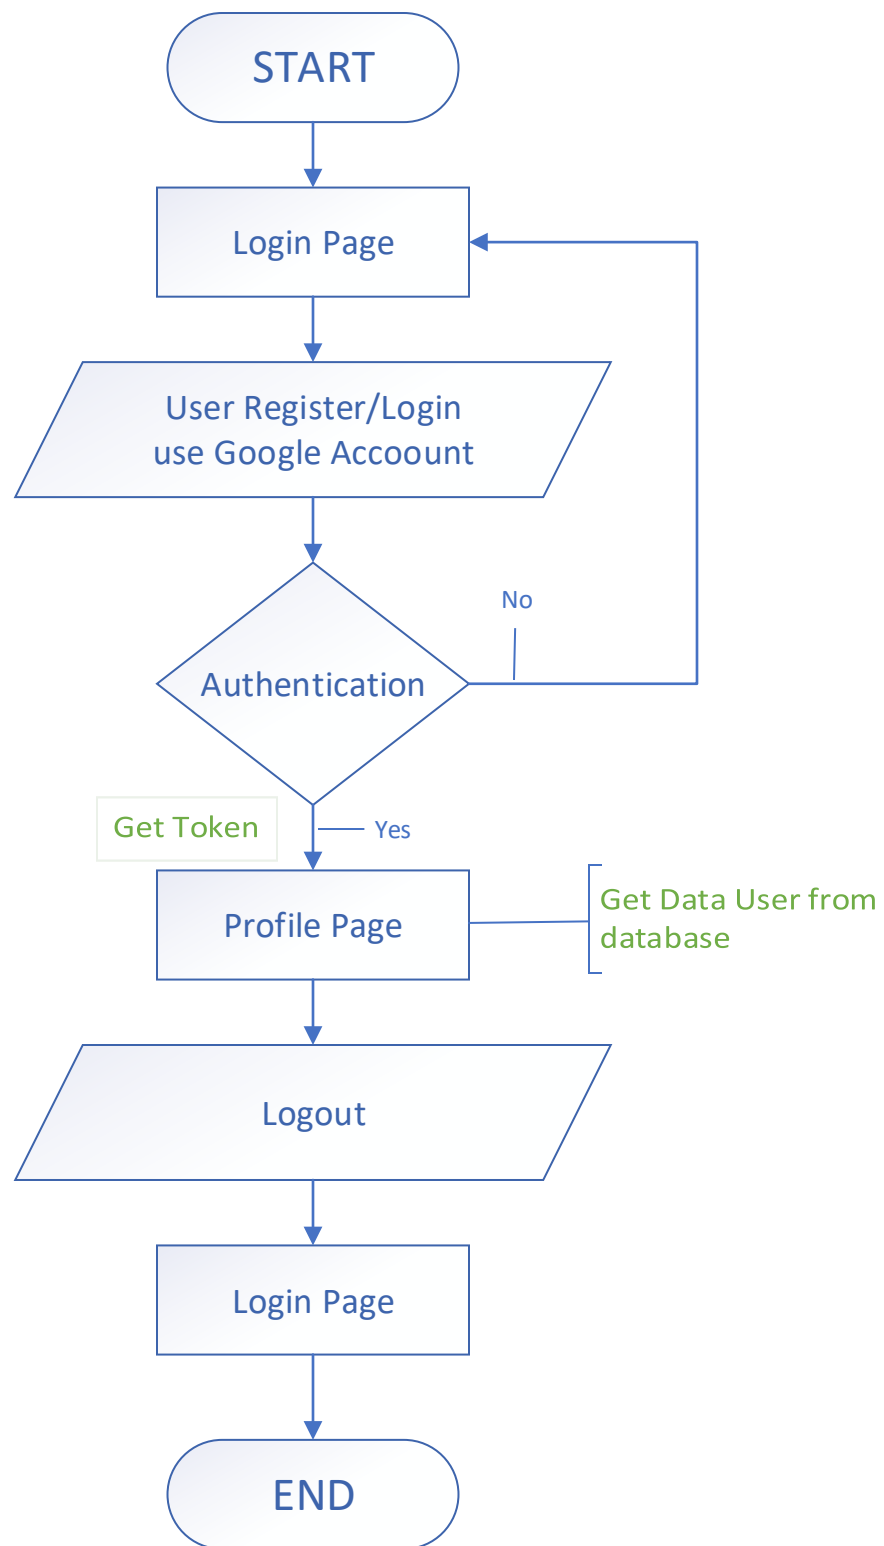 START
Login Page
User Register/Login
use Google Accoount
No
Authentication
Get Token
Yes
Profile Page
Get Data User from
database
Logout
Login Page
END